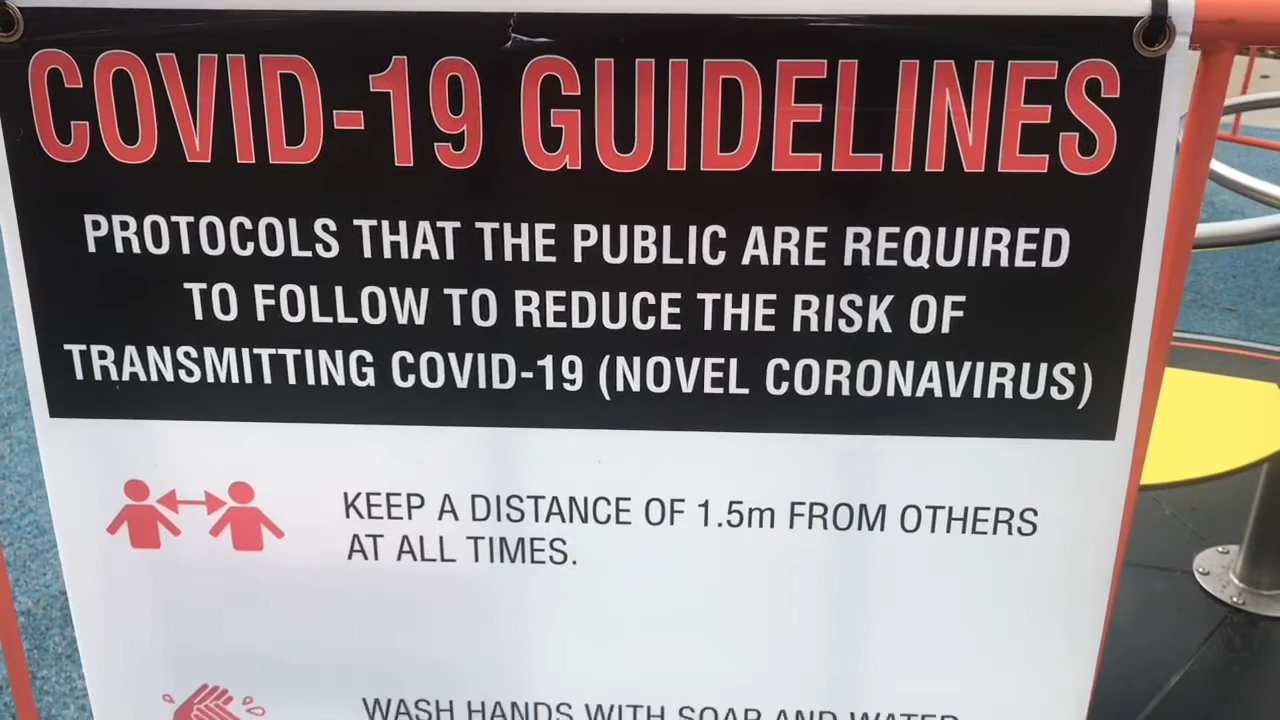 COVID-19 GUIDELINES
PROTOCOLS THAT THE PUBLIC ARE REQUIRED
TO FOLLOW TO REDUCE THE RISK OF
TRANSMITTING COVID-19 (NOVEL CORONAVIRUS)
KEEP A DISTANCE OF 1.5m FROM OTHERS
AT ALL TIMES.
WASH HANDS WITH SOAP AND WATER